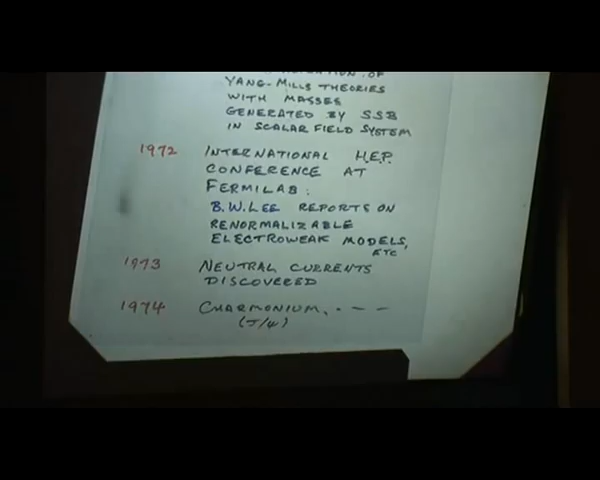 OF
YANG-MILLS THEORIES
WITH MASSES
GENERATED BY SSB
IN SCALAR FIELD SYSTEM
1972 INTERNATIONAL H.E.P.
CONFERENCE AT
FERMILAB:
B.W. LEE REPORTS ON
RENORMALIZABLE
ELECTROWEAK MODELS,
ETC
1973 NEUTRAL CURRENTS
DISCOVERED
1974 CHARMONIUM. - - -
(J/ψ)